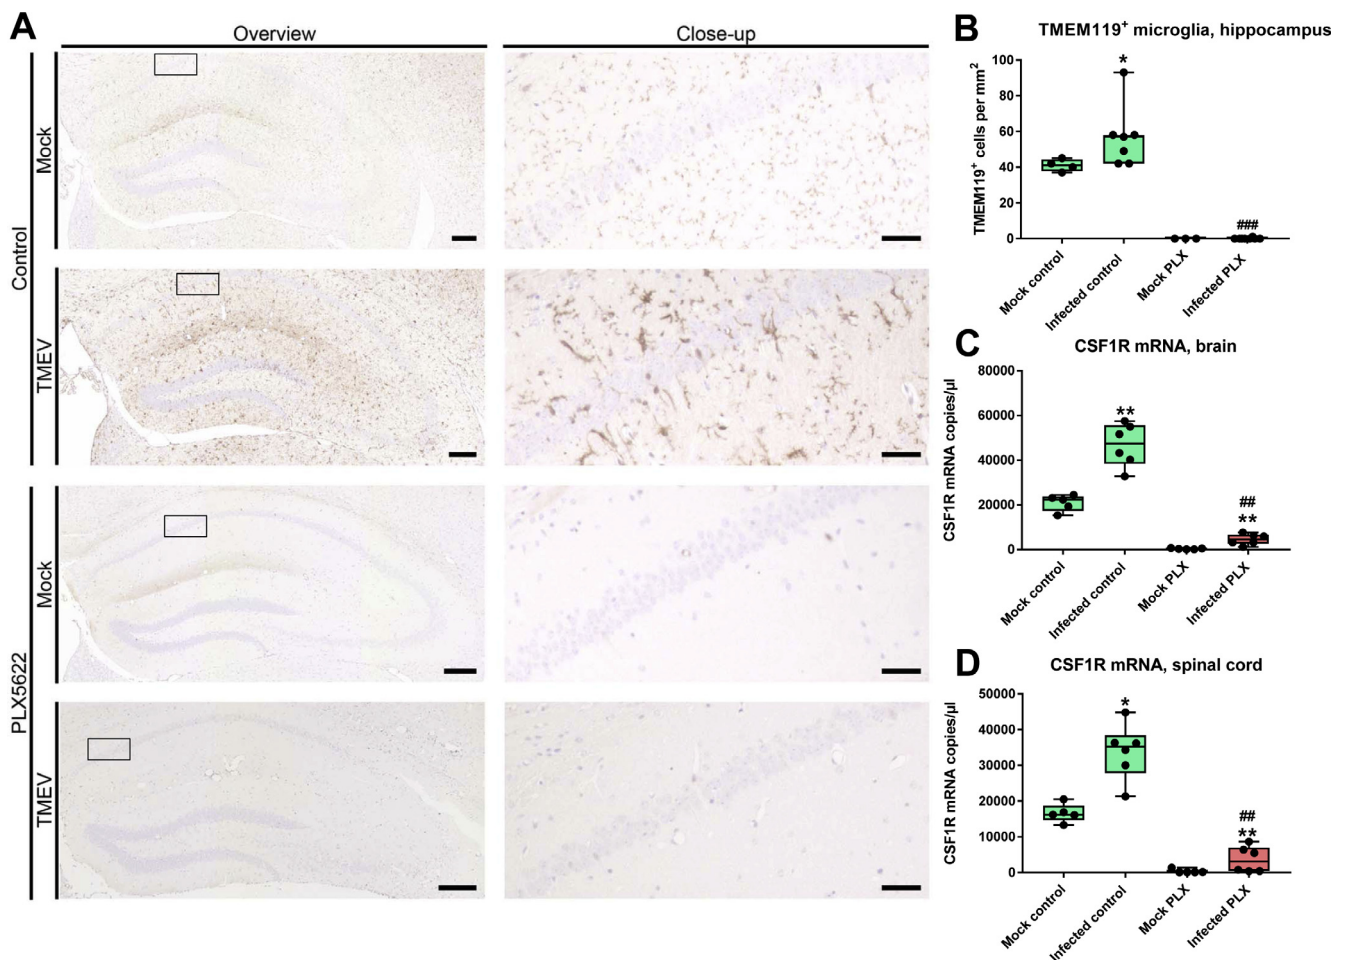 A
Overview
Close-up
Control
Mock
TMEV
PLX5622
Mock
TMEV
B
TMEM119+ microglia, hippocampus
TMEM119+ cells per mm2
100
80
60
40
20
0
*
###
Mock control
Infected control
Mock PLX
Infected PLX
C
CSF1R mRNA, brain
CSF1R mRNA copies/µl
80000
60000
40000
20000
0
**
##
**
Mock control
Infected control
Mock PLX
Infected PLX
D
CSF1R mRNA, spinal cord
CSF1R mRNA copies/µl
50000
40000
30000
20000
10000
0
*
##
**
Mock control
Infected control
Mock PLX
Infected PLX